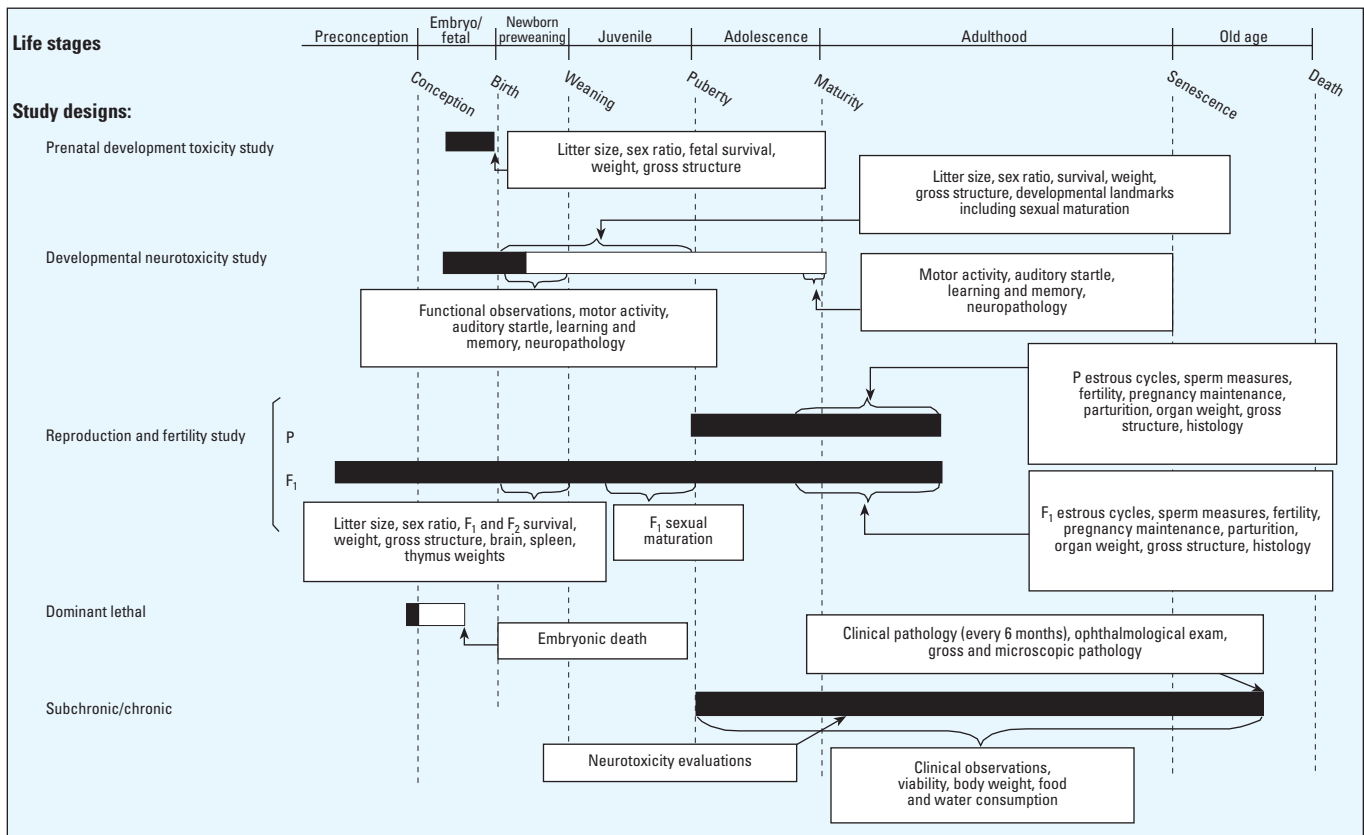 Life stages
Preconception
Embryo/
fetal
Newborn
preweaning
Juvenile
Adolescence
Adulthood
Old age
Conception
Birth
Weaning
Puberty
Maturity
Senescence
Death
Study designs:
Prenatal development toxicity study
Litter size, sex ratio, fetal survival,
weight, gross structure
Litter size, sex ratio, survival, weight,
gross structure, developmental landmarks
including sexual maturation
Developmental neurotoxicity study
Motor activity, auditory startle,
learning and memory,
neuropathology
Functional observations, motor activity,
auditory startle, learning and
memory, neuropathology
P estrous cycles, sperm measures,
fertility, pregnancy maintenance,
parturition, organ weight, gross
structure, histology
Reproduction and fertility study
P
F1
Litter size, sex ratio, F1 and F2 survival,
weight, gross structure, brain, spleen,
thymus weights
F1 sexual
maturation
F1 estrous cycles, sperm measures, fertility,
pregnancy maintenance, parturition,
organ weight, gross structure, histology
Dominant lethal
Embryonic death
Clinical pathology (every 6 months), ophthalmological exam,
gross and microscopic pathology
Subchronic/chronic
Neurotoxicity evaluations
Clinical observations,
viability, body weight, food
and water consumption